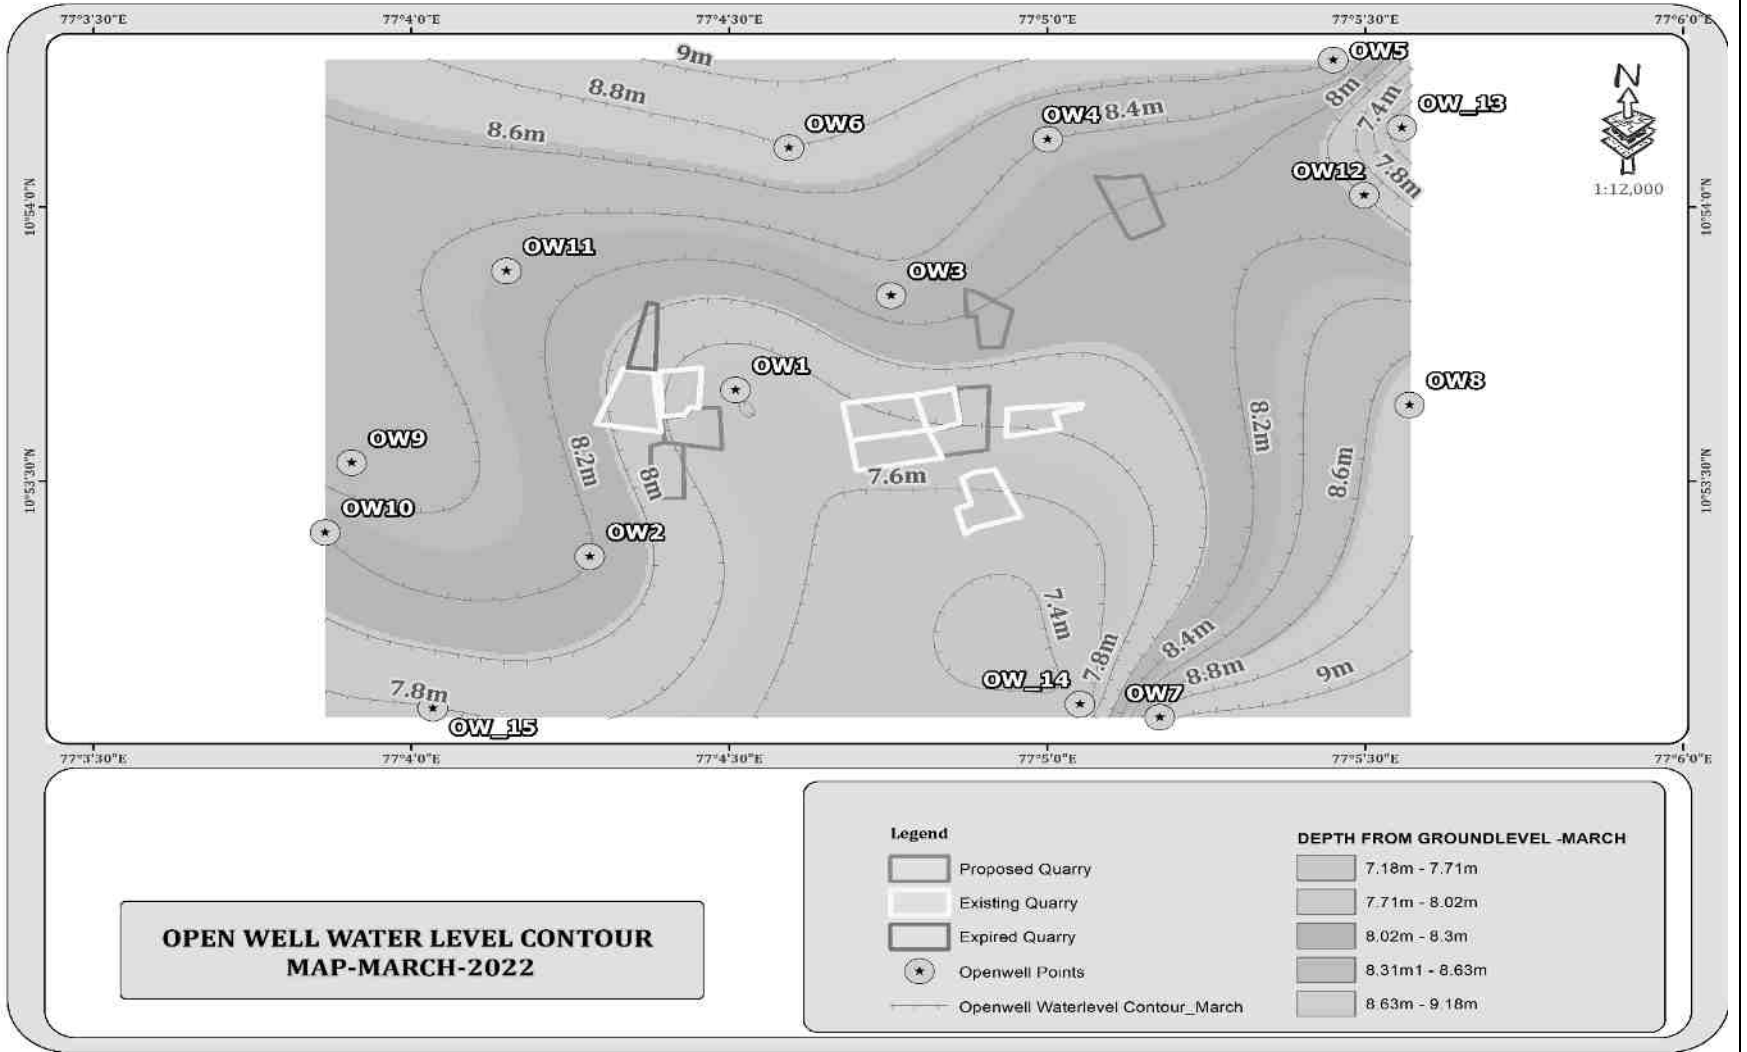 77°3'30"E 77°4'0"E 77°4'30"E 77°5'0"E 77°5'30"E 77°6'0"E
9m
OW5
8.8m
8m
7.4m
OW_13
8.6m
OW6
OW4
8.4m
N
OW12
7.8m
1:12,000
10°54'0"N
10°54'0"N
OW11
OW3
OW1
OW8
8.2m
OW9
8.2m
8m
7.6m
8.6m
10°53'30"N
10°53'30"N
OW10
OW2
7.4m
8.4m
7.8m
8.8m
9m
OW_14
OW7
7.8m
OW_15
77°3'30"E 77°4'0"E 77°4'30"E 77°5'0"E 77°5'30"E 77°6'0"E
OPEN WELL WATER LEVEL CONTOUR
MAP-MARCH-2022
Legend
Proposed Quarry
Existing Quarry
Expired Quarry
Openwell Points
Openwell Waterlevel Contour_March
DEPTH FROM GROUNDLEVEL -MARCH
7.18m - 7.71m
7.71m - 8.02m
8.02m - 8.3m
8.31m1 - 8.63m
8.63m - 9.18m